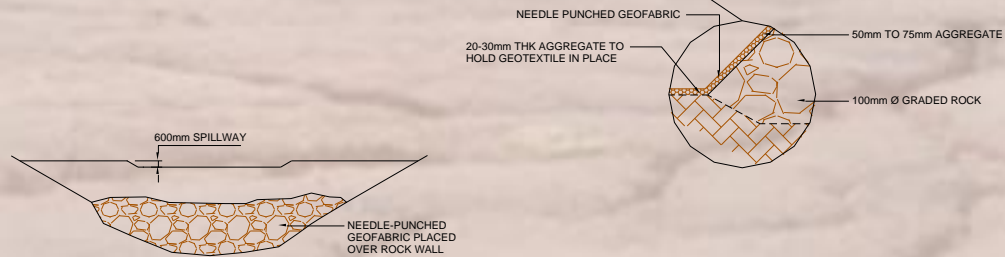 NEEDLE PUNCHED GEOFABRIC
50mm TO 75mm AGGREGATE
20-30mm THK AGGREGATE TO
HOLD GEOTEXTILE IN PLACE
100mm Ø GRADED ROCK
600mm SPILLWAY
NEEDLE-PUNCHED
GEOFABRIC PLACED
OVER ROCK WALL